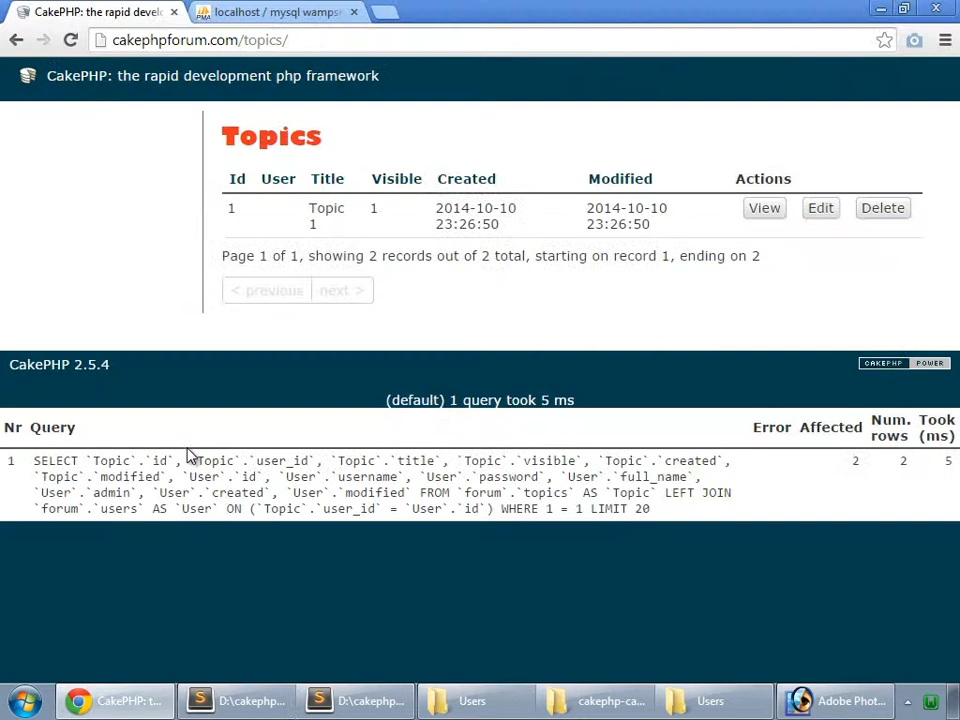 CakePHP: the rapid devel
localhost / mysql wamps
cakephpforum.com/topics/
CakePHP: the rapid development php framework
Topics
Id User Title Visible Created Modified Actions
1 Topic 1 2014-10-10 2014-10-10 View Edit Delete
1 23:26:50 23:26:50
Page 1 of 1, showing 2 records out of 2 total, starting on record 1, ending on 2
< previous next >
CakePHP 2.5.4
CAKEPHP POWER
(default) 1 query took 5 ms
Nr Query Error Affected Num. rows Took (ms)
1 SELECT `Topic`.`id`, `Topic`.`user_id`, `Topic`.`title`, `Topic`.`visible`, `Topic`.`created`, 2 2 5
`Topic`.`modified`, `User`.`id`, `User`.`username`, `User`.`password`, `User`.`full_name`,
`User`.`admin`, `User`.`created`, `User`.`modified` FROM `forum`.`topics` AS `Topic` LEFT JOIN
`forum`.`users` AS `User` ON (`Topic`.`user_id` = `User`.`id`) WHERE 1 = 1 LIMIT 20
CakePHP: t...
D:\cakephp...
D:\cakephp...
Users
cakephp-ca...
Users
Adobe Phot...